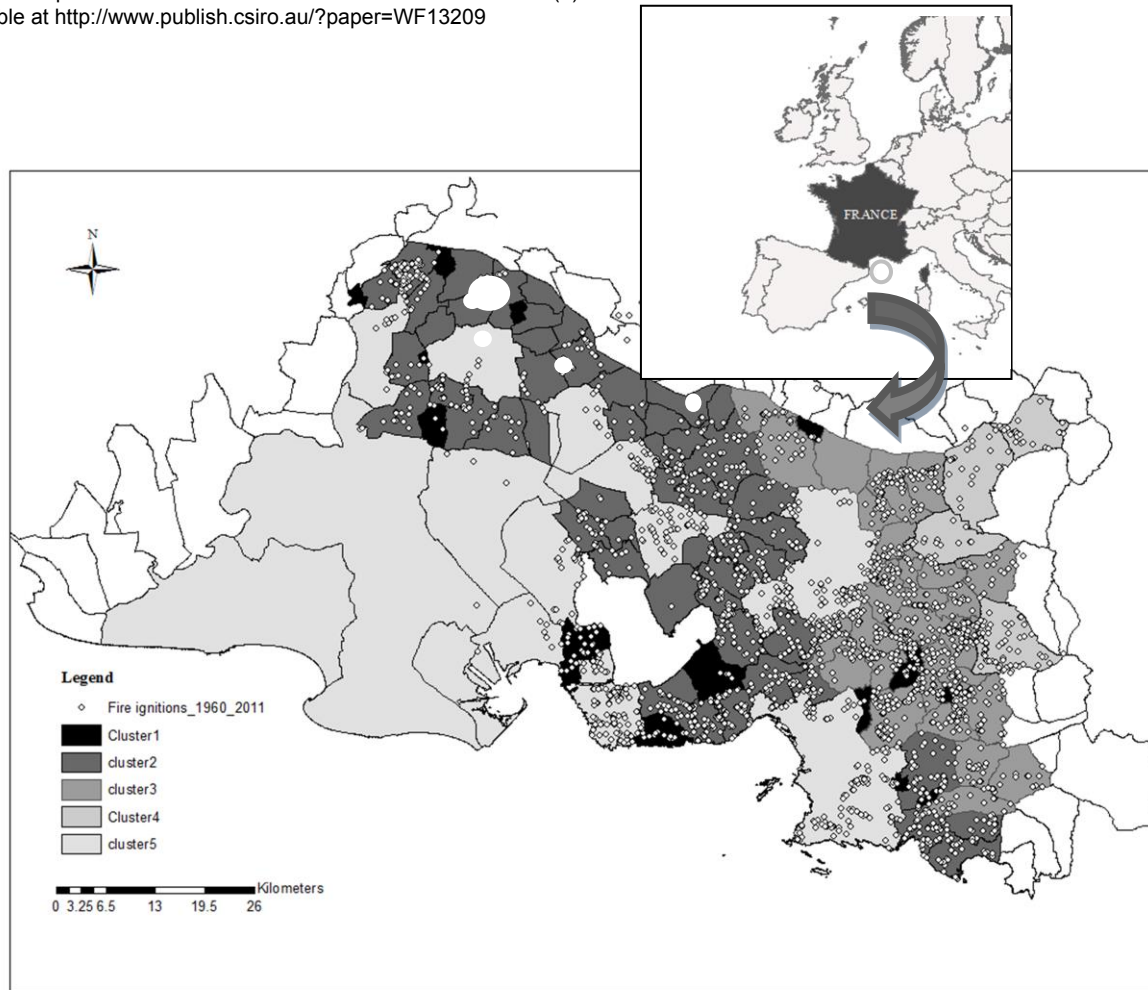 ble at http://www.publish.csiro.au/?paper=WF13209
FRANCE
N
Legend
Fire ignitions_1960_2011
Cluster1
cluster2
cluster3
Cluster4
cluster5
Kilometers
0 3.25 6.5 13 19.5 26